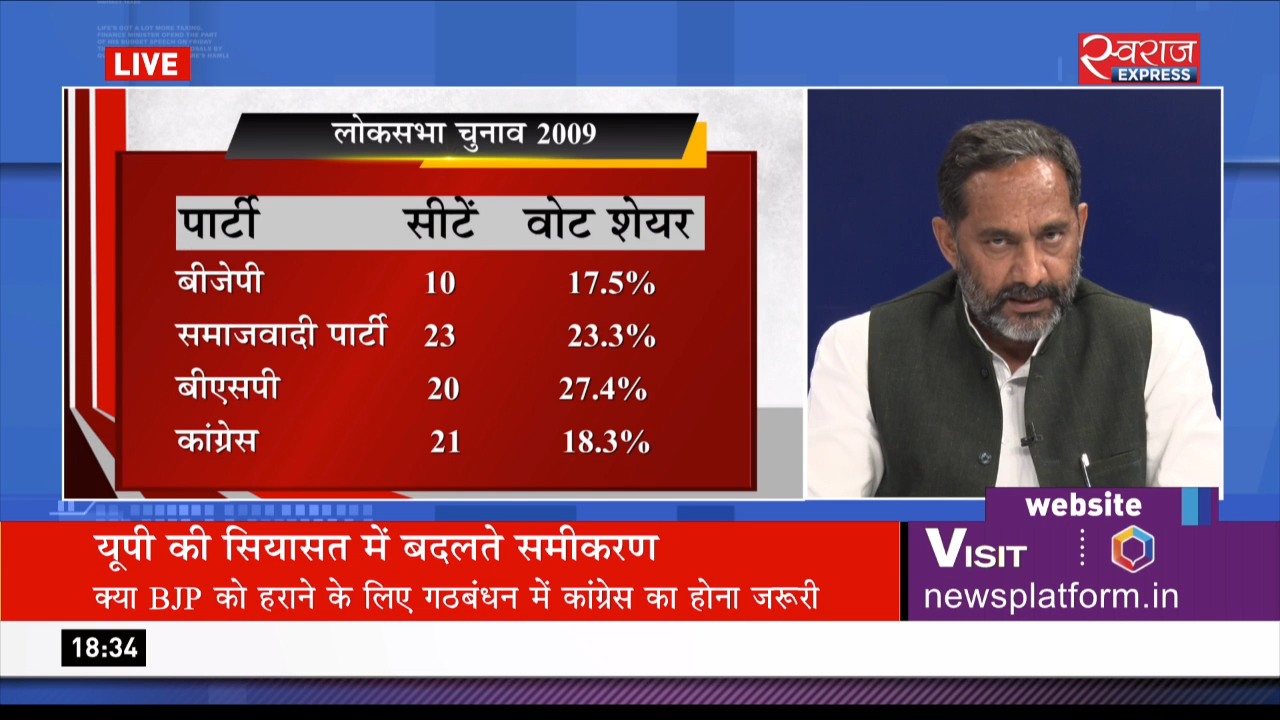 LIVE
स्वराज
EXPRESS
लोकसभा चुनाव 2009
पार्टी सीटें वोट शेयर
बीजेपी 10 17.5%
समाजवादी पार्टी 23 23.3%
बीएसपी 20 27.4%
कांग्रेस 21 18.3%
website
यूपी की सियासत में बदलते समीकरण
VISIT
क्या BJP को हराने के लिए गठबंधन में कांग्रेस का होना जरूरी
newsplatform.in
18:34